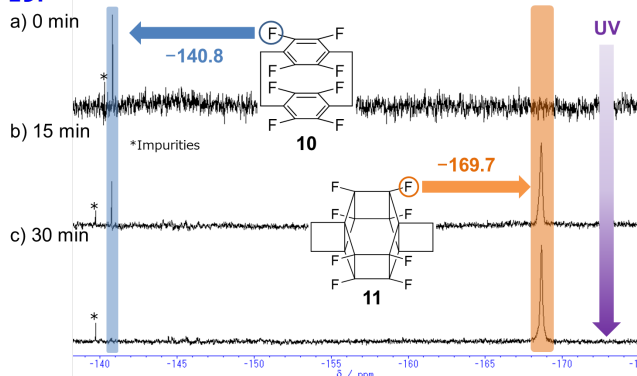 19F
a) 0 min
F
F
F F
F F
F F
−140.8
UV
*
10
b) 15 min
*Impurities
−169.7
F F
F F
F F
F F
*
11
c) 30 min
*
-140 -145 -150 -155 -160 -165 -170
δ / ppm